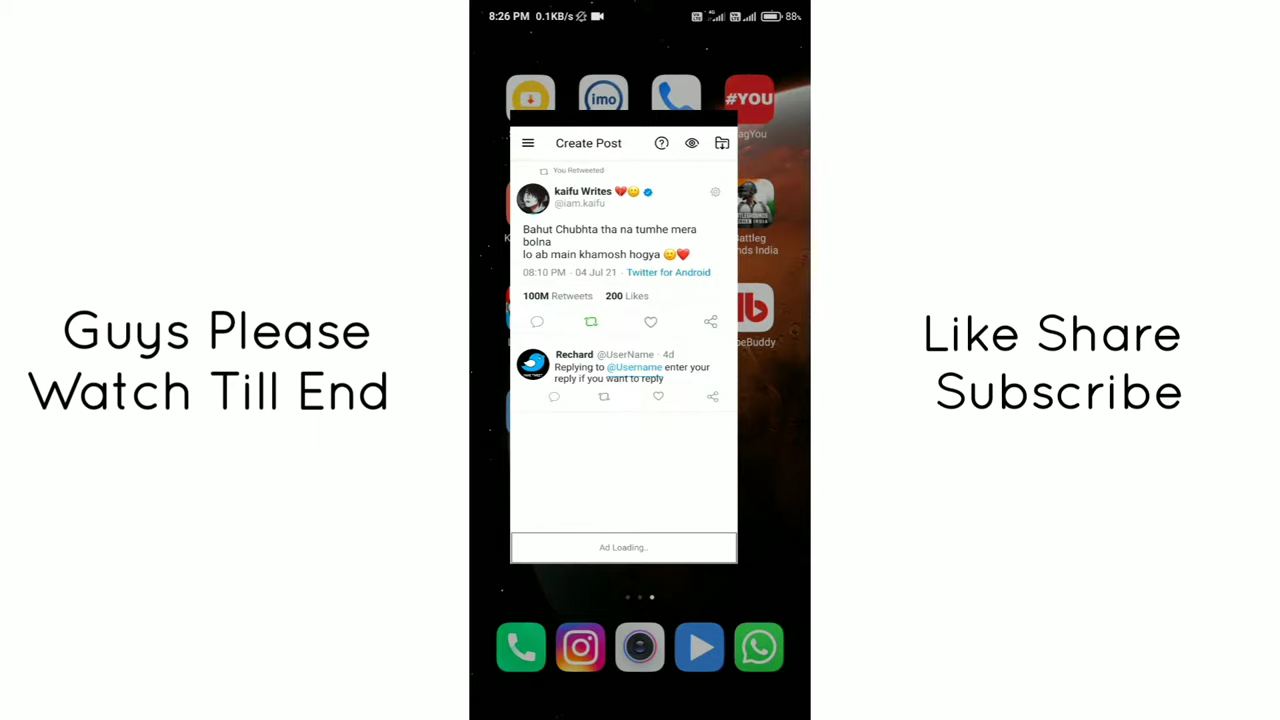 8:26 PM 0.1KB/s 88%
imo
#YOU
Create Post
You Retweeted
kaifu Writes 💔🙂
@iam.kaifu
Bahut Chubhta tha na tumhe mera
bolna
lo ab main khamosh hogya 🙂❤️
08:10 PM · 04 Jul 21 · Twitter for Android
100M Retweets 200 Likes
Rechard @UserName · 4d
Replying to @Username enter your
reply if you want to reply
Ad Loading..
Guys Please
Watch Till End
Like Share
Subscribe